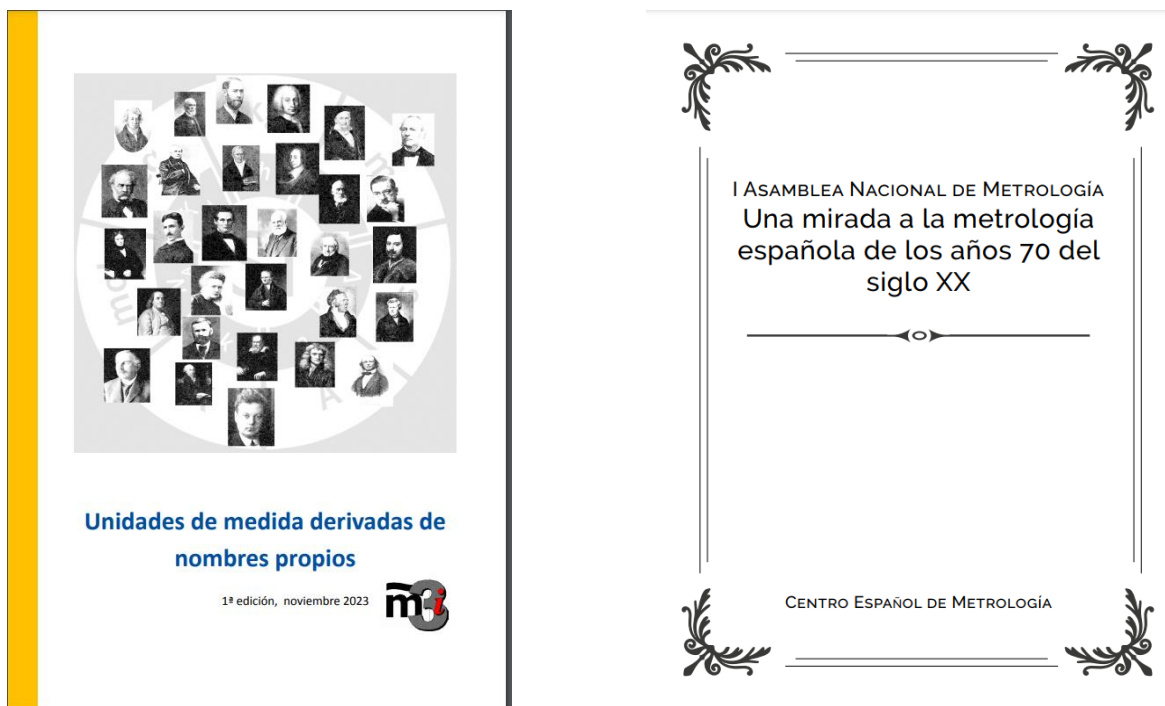 Unidades de medida derivadas de
nombres propios
1ª edición, noviembre 2023
m3i
I Asamblea Nacional de Metrología
Una mirada a la metrología
española de los años 70 del
siglo XX
Centro Español de Metrología